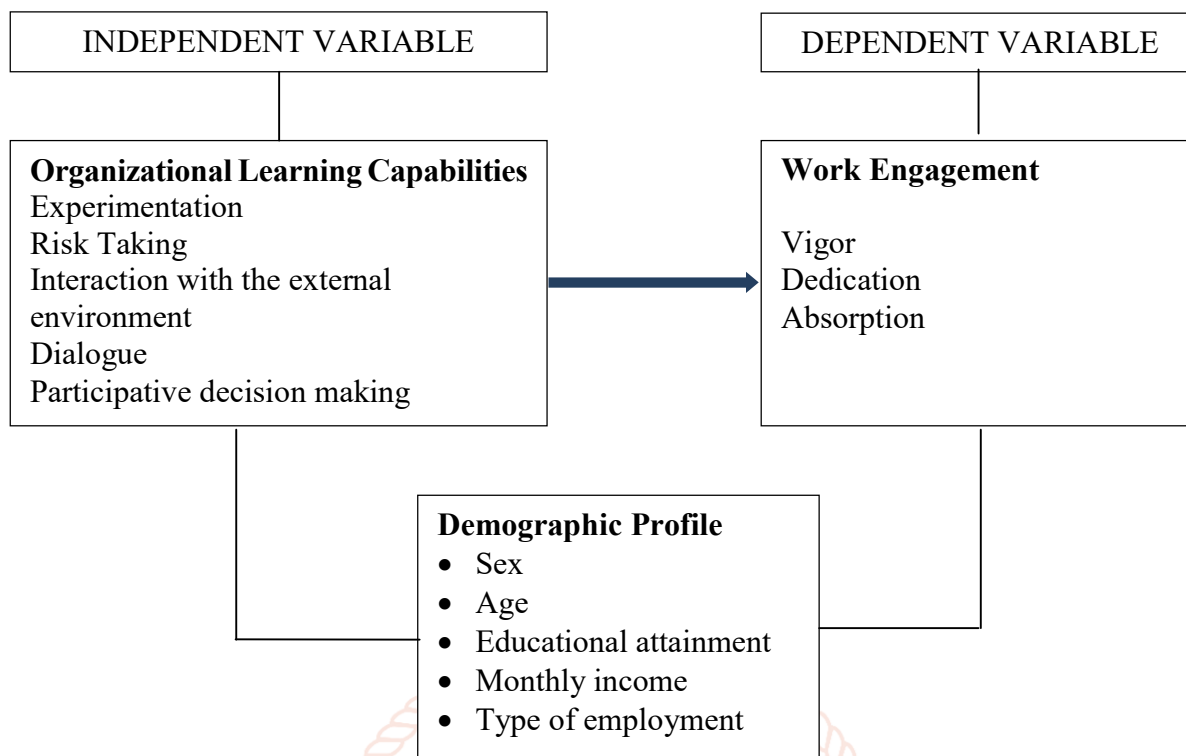 INDEPENDENT VARIABLE
DEPENDENT VARIABLE
Organizational Learning Capabilities
Experimentation
Risk Taking
Interaction with the external
environment
Dialogue
Participative decision making
Work Engagement
Vigor
Dedication
Absorption
Demographic Profile
• Sex
• Age
• Educational attainment
• Monthly income
• Type of employment